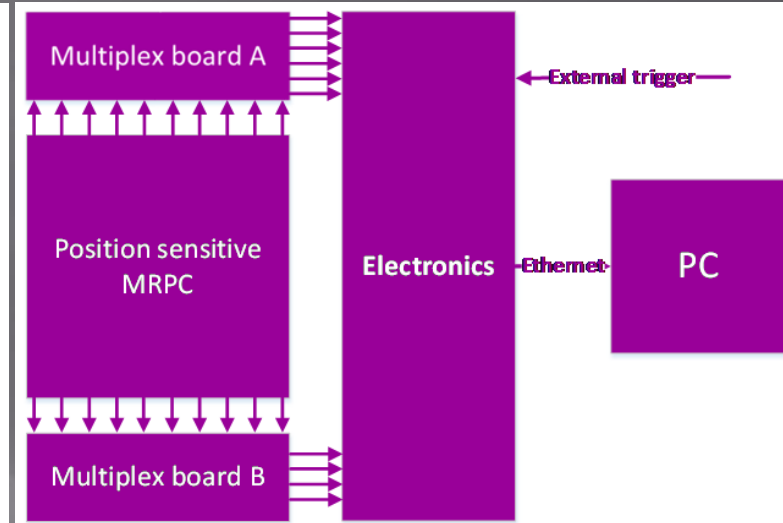 Multiplex board A
External trigger
Position sensitive
MRPC
Electronics
Ethernet
PC
Multiplex board B